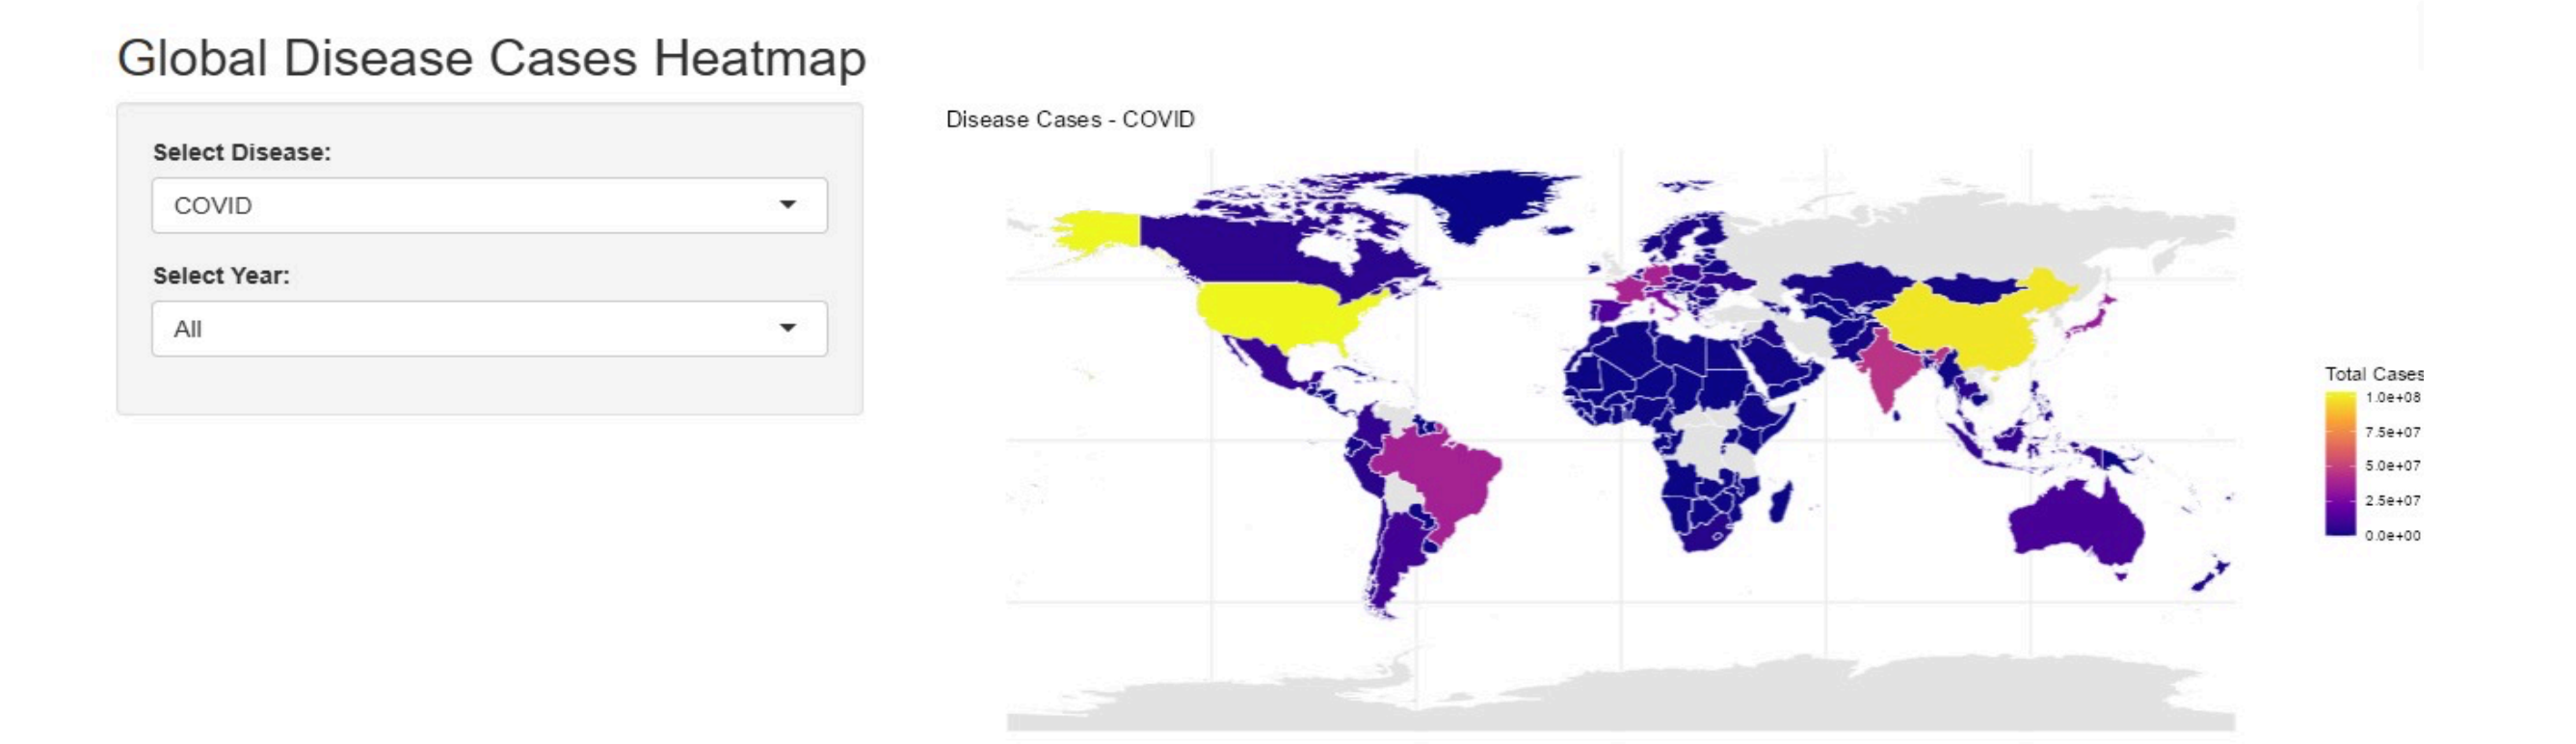 Global Disease Cases Heatmap
Select Disease:
COVID
Select Year:
All
Disease Cases - COVID
Total Cases
1.0e+08
7.5e+07
5.0e+07
2.5e+07
0.0e+00